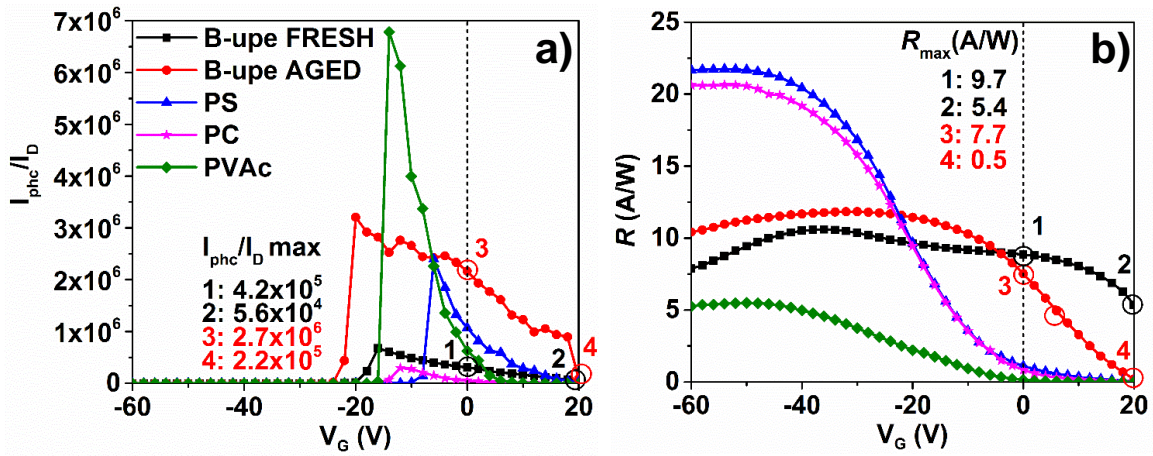 a)
I_phc/I_D
7x10^6
6x10^6
5x10^6
4x10^6
3x10^6
2x10^6
1x10^6
0
B-upe FRESH
B-upe AGED
PS
PC
PVAc
I_phc/I_D max
1: 4.2x10^5
2: 5.6x10^4
3: 2.7x10^6
4: 2.2x10^5
3
1
2
4
-60
-40
-20
0
20
V_G (V)
b)
R (A/W)
25
20
15
10
5
0
R_max (A/W)
1: 9.7
2: 5.4
3: 7.7
4: 0.5
1
2
3
4
-60
-40
-20
0
20
V_G (V)